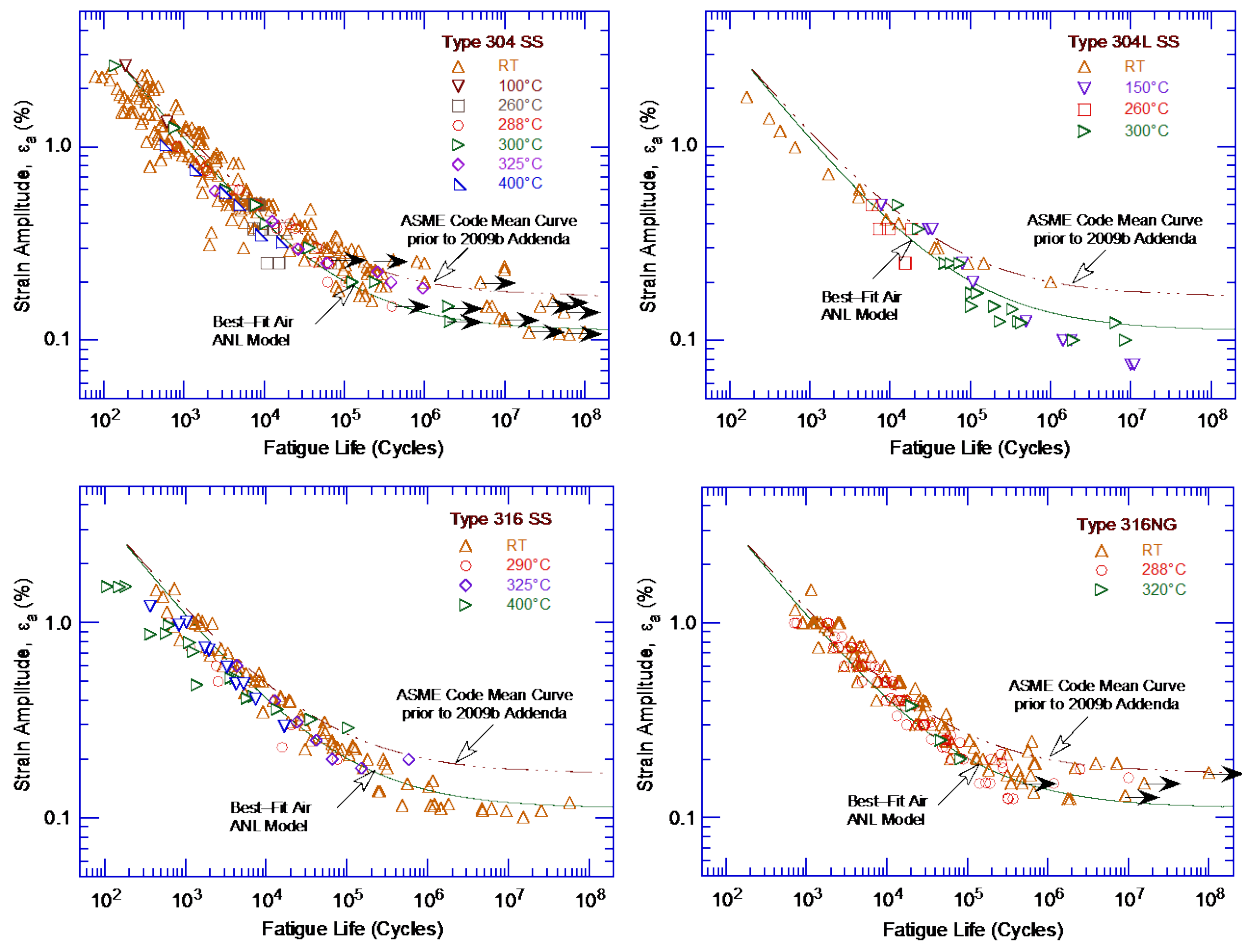 Type 304 SS
RT
100°C
260°C
288°C
300°C
325°C
400°C
ASME Code Mean Curve
prior to 2009b Addenda
Best–Fit Air
ANL Model
1.0
0.1
Strain Amplitude, εa (%)
10² 10³ 10⁴ 10⁵ 10⁶ 10⁷ 10⁸
Fatigue Life (Cycles)
Type 304L SS
RT
150°C
260°C
300°C
ASME Code Mean Curve
prior to 2009b Addenda
Best–Fit Air
ANL Model
1.0
0.1
Strain Amplitude, εa (%)
10² 10³ 10⁴ 10⁵ 10⁶ 10⁷ 10⁸
Fatigue Life (Cycles)
Type 316 SS
RT
290°C
325°C
400°C
ASME Code Mean Curve
prior to 2009b Addenda
Best–Fit Air
ANL Model
1.0
0.1
Strain Amplitude, εa (%)
10² 10³ 10⁴ 10⁵ 10⁶ 10⁷ 10⁸
Fatigue Life (Cycles)
Type 316NG
RT
288°C
320°C
ASME Code Mean Curve
prior to 2009b Addenda
Best–Fit Air
ANL Model
1.0
0.1
Strain Amplitude, εa (%)
10² 10³ 10⁴ 10⁵ 10⁶ 10⁷ 10⁸
Fatigue Life (Cycles)